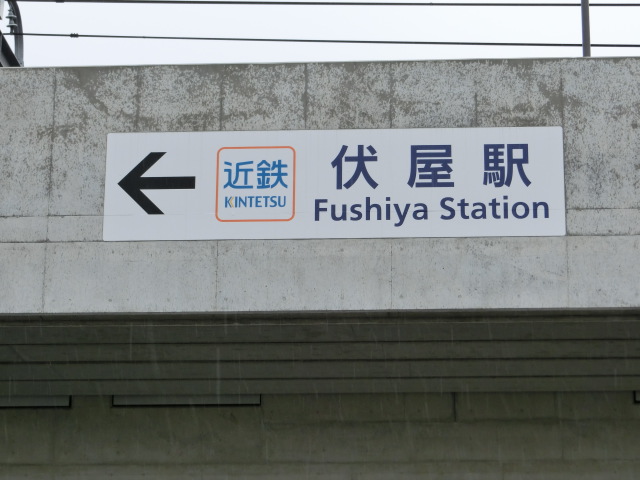 近鉄
KINTETSU
伏屋駅
Fushiya Station